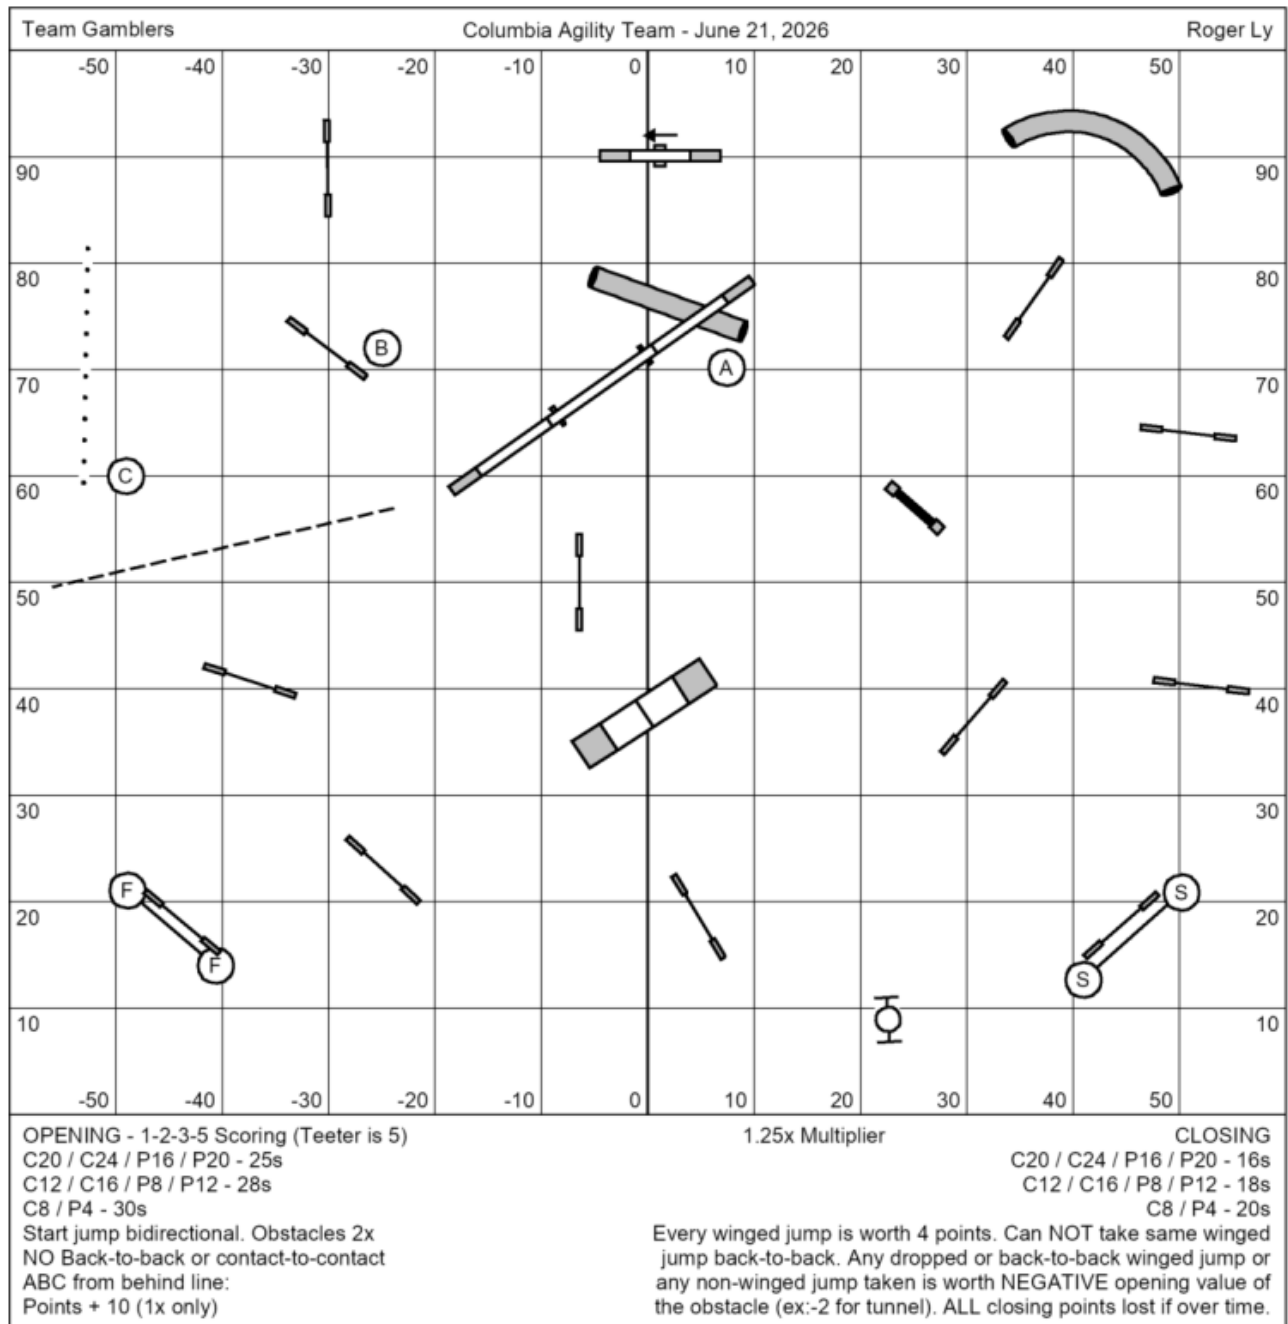 Team Gamblers
Columbia Agility Team - June 21, 2026
Roger Ly
-50 -40 -30 -20 -10 0 10 20 30 40 50
90 90
80 80
B
A
70 70
C
60 60
50 50
40 40
30 30
F S
20 20
F S
10 10
-50 -40 -30 -20 -10 0 10 20 30 40 50
OPENING - 1-2-3-5 Scoring (Teeter is 5)
C20 / C24 / P16 / P20 - 25s
C12 / C16 / P8 / P12 - 28s
C8 / P4 - 30s
Start jump bidirectional. Obstacles 2x
NO Back-to-back or contact-to-contact
ABC from behind line:
Points + 10 (1x only)
1.25x Multiplier
CLOSING
C20 / C24 / P16 / P20 - 16s
C12 / C16 / P8 / P12 - 18s
C8 / P4 - 20s
Every winged jump is worth 4 points. Can NOT take same winged
jump back-to-back. Any dropped or back-to-back winged jump or
any non-winged jump taken is worth NEGATIVE opening value of
the obstacle (ex:-2 for tunnel). ALL closing points lost if over time.